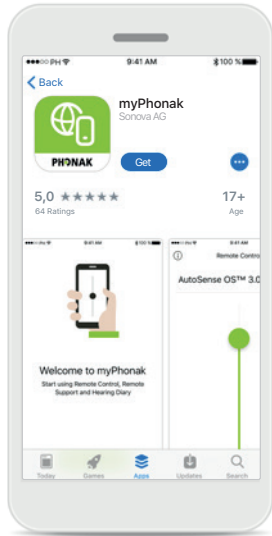 PH 9:41 AM 100 %
Back
myPhonak
Sonova AG
PHONAK
Get
5,0 ★★★★★ 17+
64 Ratings Age
9:41 AM
Welcome to myPhonak
Start using Remote Control, Remote
Support and Hearing Diary
9:41 AM
Remote Control
AutoSense OS™ 3.0
Today Games Apps Updates Search